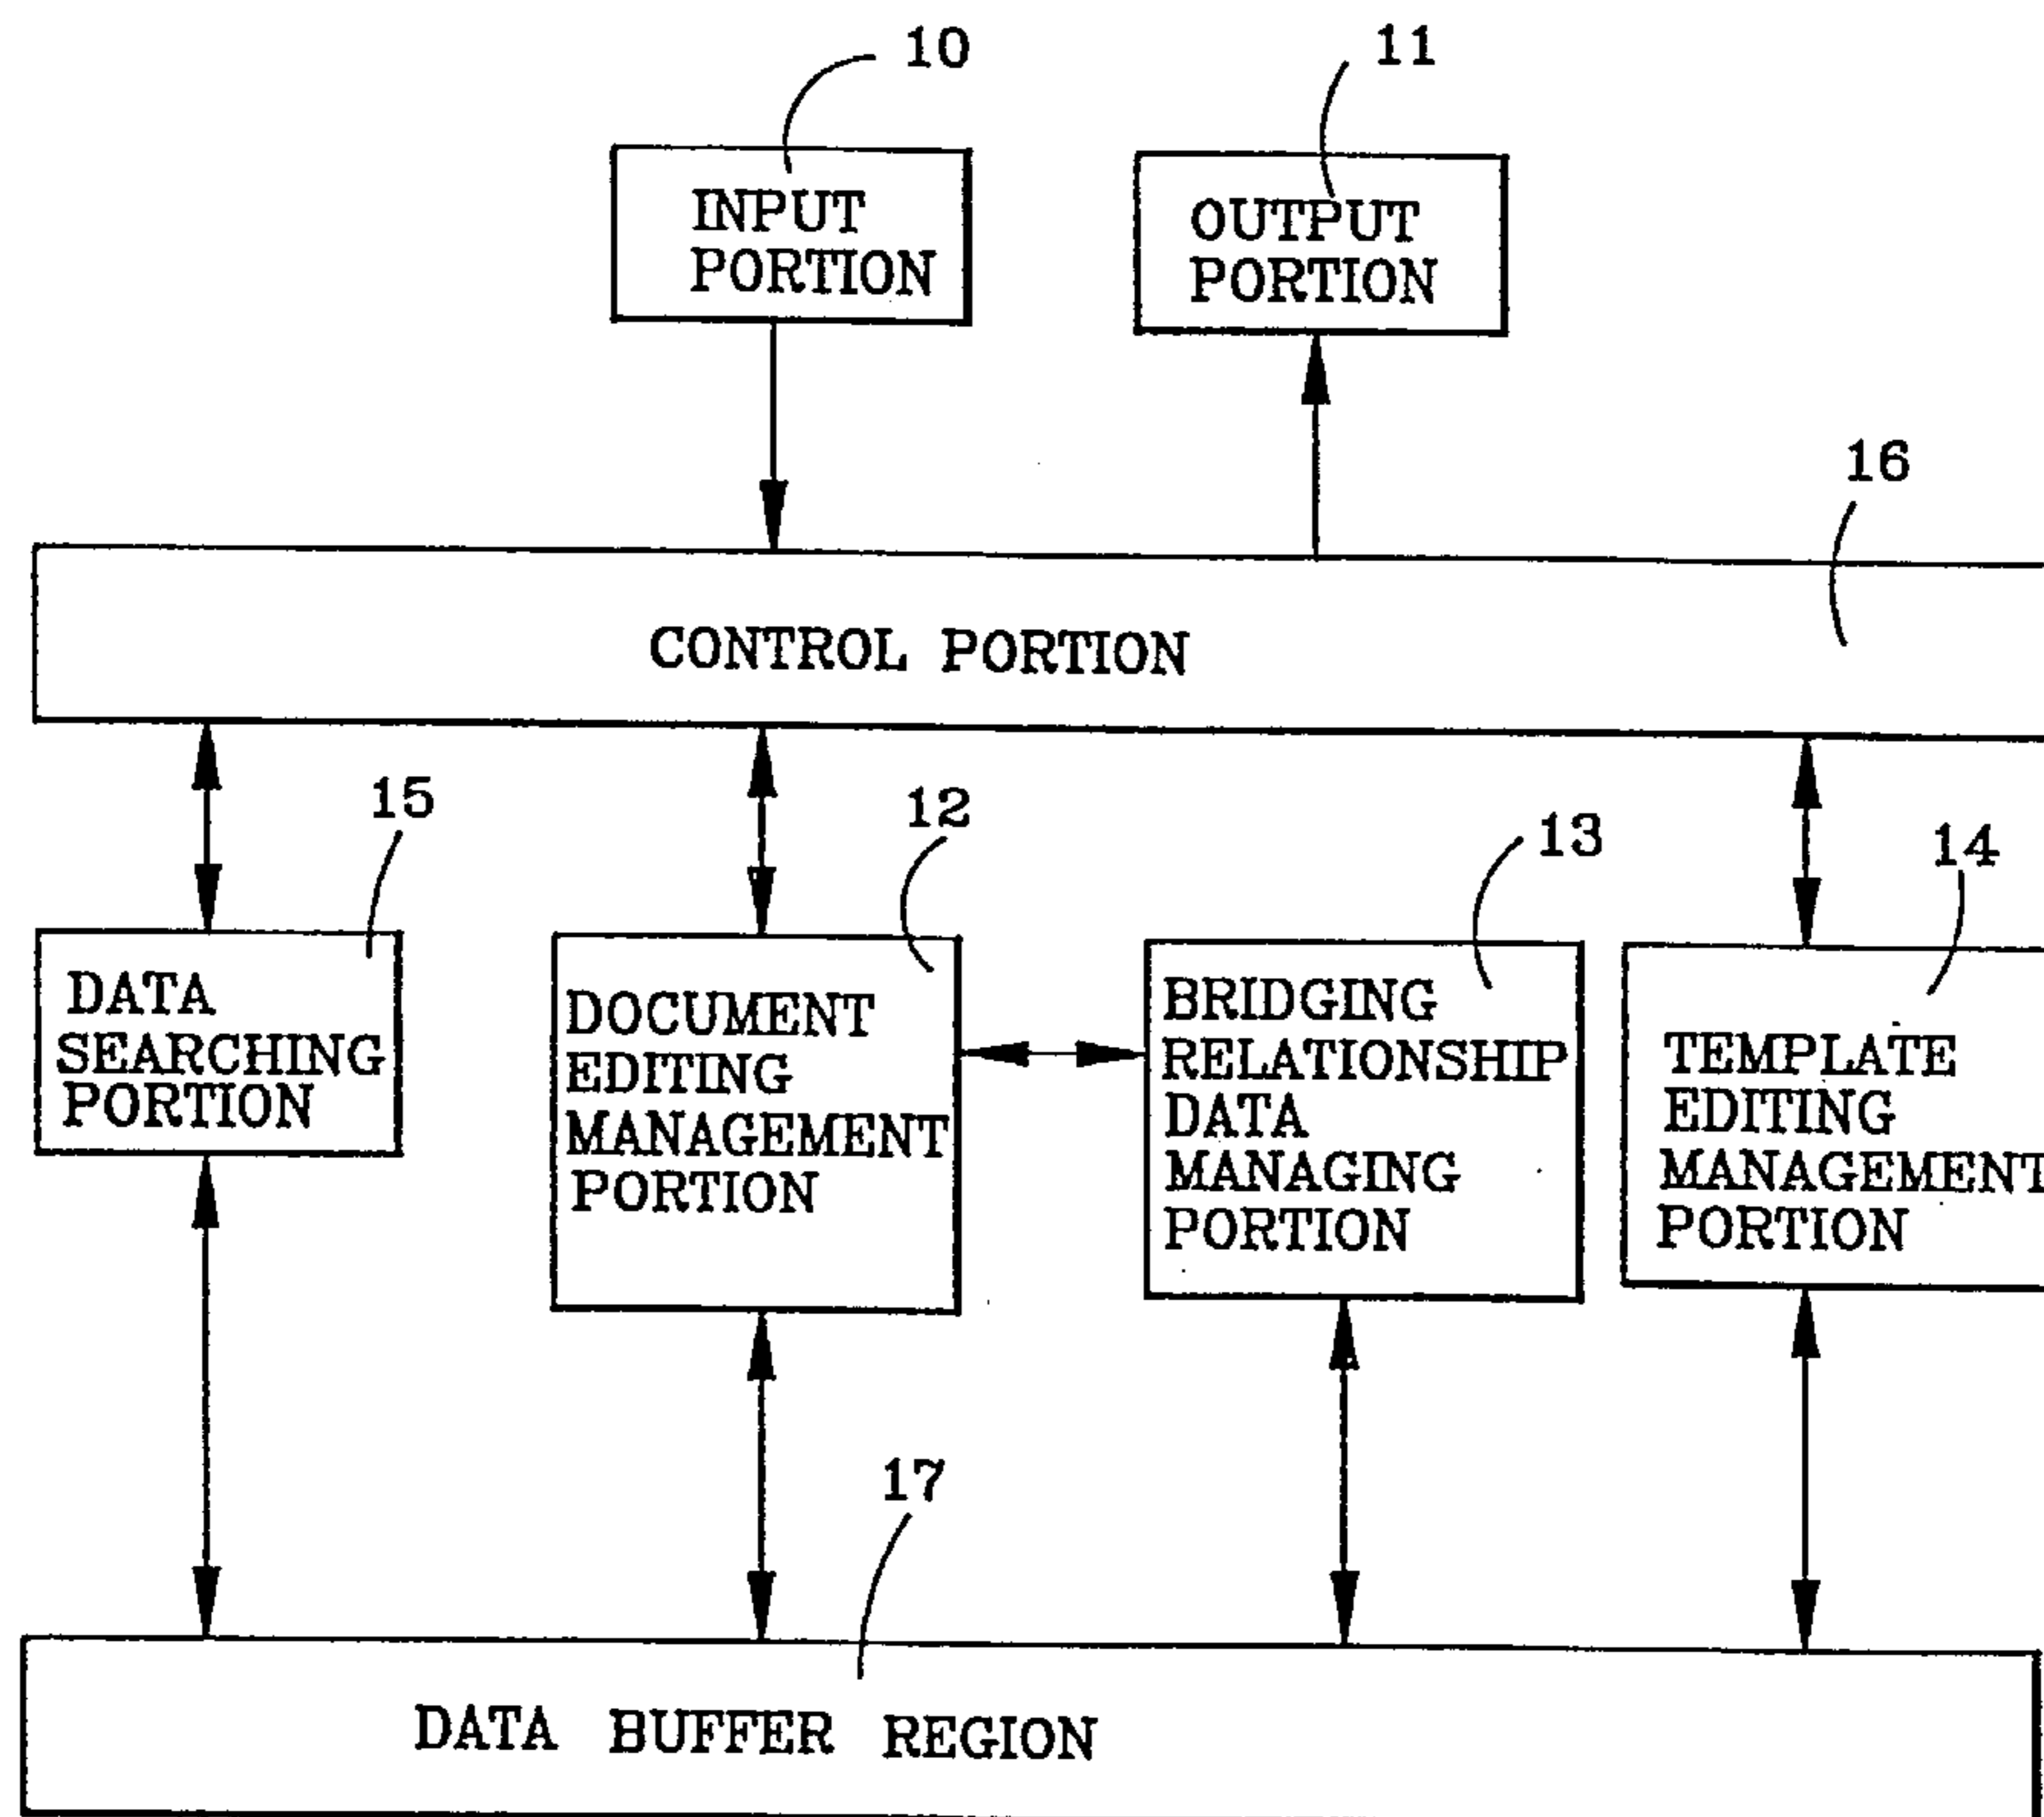 10
11
INPUT
PORTION
OUTPUT
PORTION
16
CONTROL PORTION
15
12
13
14
DATA
SEARCHING
PORTION
DOCUMENT
EDITING
MANAGEMENT
PORTION
BRIDGING
RELATIONSHIP
DATA
MANAGING
PORTION
TEMPLATE
EDITING
MANAGEMENT
PORTION
17
DATA BUFFER REGION